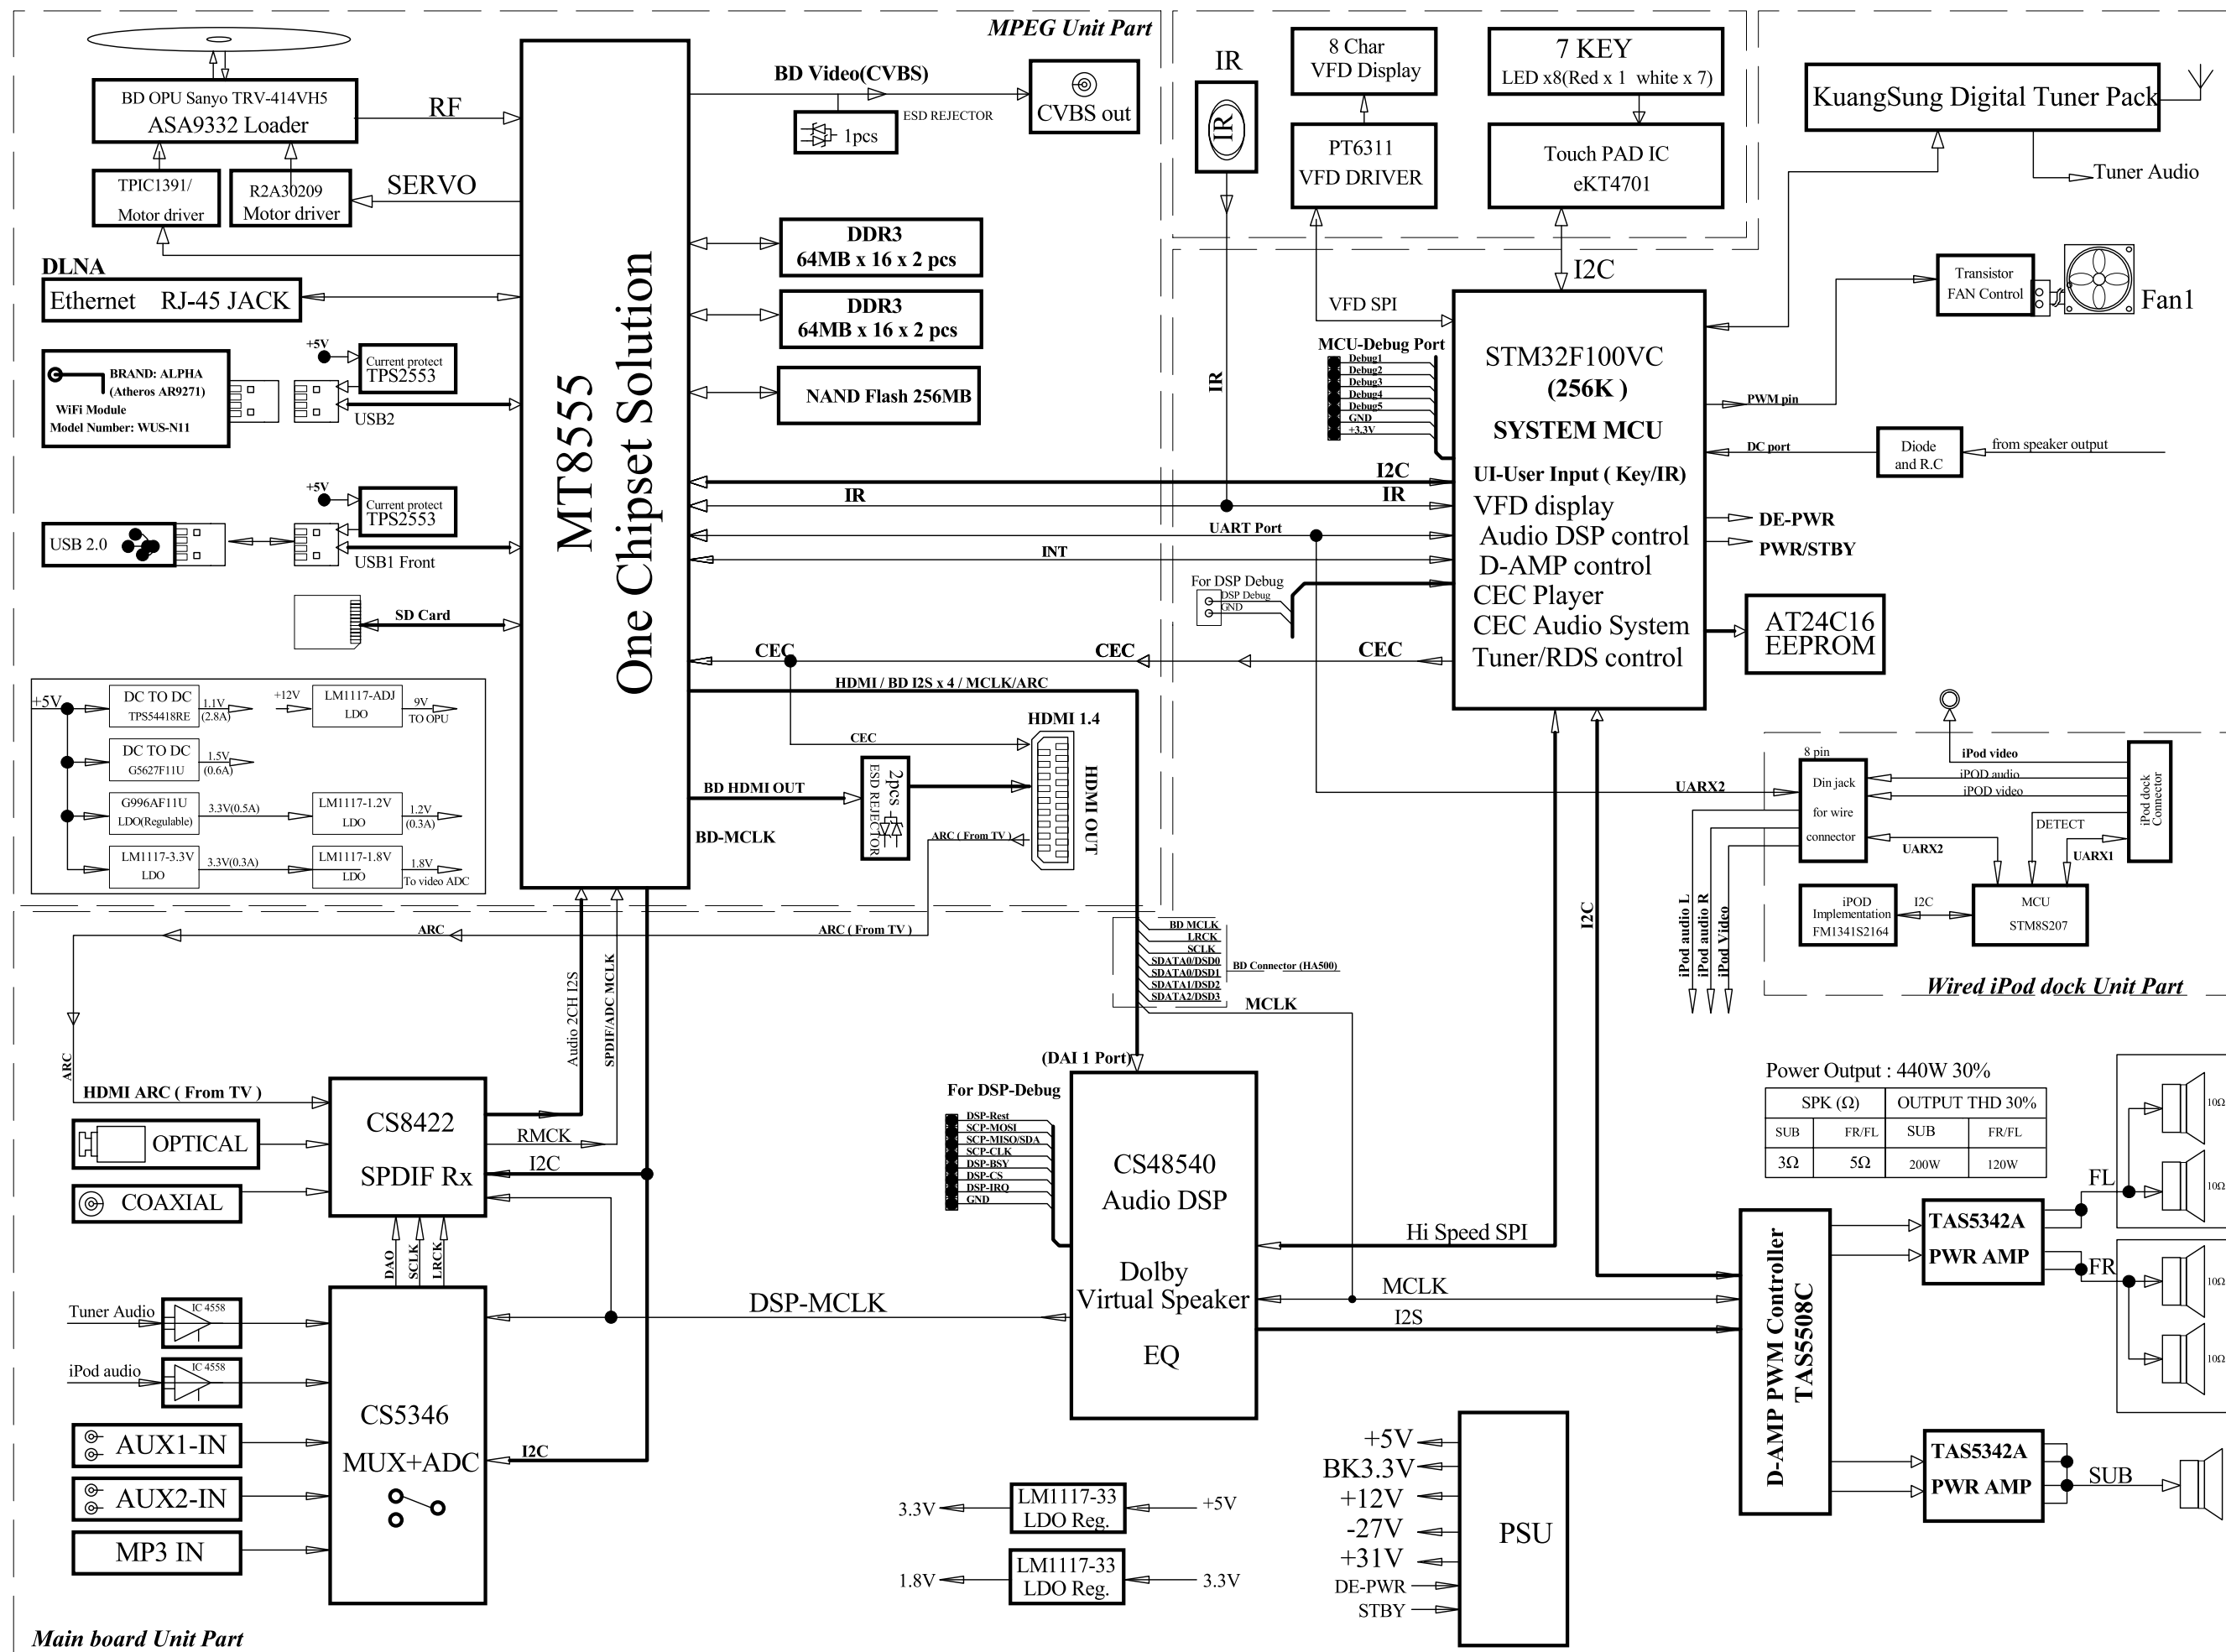 MPEG Unit Part
BD OPU Sanyo TRV-414VH5
ASA9332 Loader
RF
TPIC1391/
Motor driver
R2A30209
Motor driver
SERVO
DLNA
Ethernet RJ-45 JACK
BRAND: ALPHA
(Atheros AR9271)
WiFi Module
Model Number: WUS-N11
+5V
Current protect
TPS2553
USB2
+5V
Current protect
TPS2553
USB 2.0
USB1 Front
SD Card
+5V
DC TO DC
TPS54418RE
1.1V
(2.8A)
+12V
LM1117-ADJ
LDO
9V
TO OPU
DC TO DC
G5627F11U
1.5V
(0.6A)
G996AF11U
LDO(Regulable)
3.3V(0.5A)
LM1117-1.2V
LDO
1.2V
(0.3A)
LM1117-3.3V
LDO
3.3V(0.3A)
LM1117-1.8V
LDO
1.8V
To video ADC
MT8555
One Chipset Solution
BD Video(CVBS)
ESD REJECTOR
1pcs
CVBS out
DDR3
64MB x 16 x 2 pcs
DDR3
64MB x 16 x 2 pcs
NAND Flash 256MB
I2C
IR
IR
UART Port
INT
For DSP Debug
DSP Debug
GND
CEC
CEC
CEC
HDMI / BD I2S x 4 / MCLK/ARC
HDMI 1.4
CEC
HDMI OUT
BD HDMI OUT
2pcs
ESD REJECTOR
BD-MCLK
ARC ( From TV )
IR
IR
IR
8 Char
VFD Display
PT6311
VFD DRIVER
7 KEY
LED x8(Red x 1 white x 7)
Touch PAD IC
eKT4701
I2C
VFD SPI
MCU-Debug Port
Debug1
Debug2
Debug3
Debug4
Debug5
GND
+3.3V
STM32F100VC
(256K )
SYSTEM MCU
UI-User Input ( Key/IR)
VFD display
Audio DSP control
D-AMP control
CEC Player
CEC Audio System
Tuner/RDS control
KuangSung Digital Tuner Pack
Tuner Audio
Transistor
FAN Control
Fan1
PWM pin
DC port
Diode
and R.C
from speaker output
DE-PWR
PWR/STBY
AT24C16
EEPROM
8 pin
Din jack
for wire
connector
iPod video
iPOD audio
iPOD video
iPod dock
Connector
DETECT
UARX2
UARX2
UARX1
iPOD
Implementation
FM1341S2164
I2C
MCU
STM8S207
iPod audio L
iPod audio R
iPod Video
Wired iPod dock Unit Part
ARC
ARC ( From TV )
ARC
BD MCLK
LRCK
SCLK
SDATA0/DSD0
SDATA0/DSD1
SDATA1/DSD2
SDATA2/DSD3
BD Connector (HA500)
MCLK
I2C
Audio 2CH I2S
SPDIF/ADC MCLK
HDMI ARC ( From TV )
OPTICAL
COAXIAL
CS8422
SPDIF Rx
RMCK
I2C
DAO
SCLK
LRCK
Tuner Audio
IC 4558
iPod audio
IC 4558
AUX1-IN
AUX2-IN
MP3 IN
CS5346
MUX+ADC
I2C
DSP-MCLK
(DAI 1 Port)
For DSP-Debug
DSP-Rest
SCP-MOSI
SCP-MISO/SDA
SCP-CLK
DSP-BSY
DSP-CS
DSP-IRQ
GND
CS48540
Audio DSP
Dolby
Virtual Speaker
EQ
Hi Speed SPI
MCLK
I2S
Power Output : 440W 30%
SPK (Ω) OUTPUT THD 30%
SUB FR/FL SUB FR/FL
3Ω 5Ω 200W 120W
D-AMP PWM Controller
TAS5508C
TAS5342A
PWR AMP
FL
FR
10Ω
10Ω
10Ω
10Ω
TAS5342A
PWR AMP
SUB
3.3V
LM1117-33
LDO Reg.
+5V
1.8V
LM1117-33
LDO Reg.
3.3V
+5V
BK3.3V
+12V
-27V
+31V
DE-PWR
STBY
PSU
Main board Unit Part